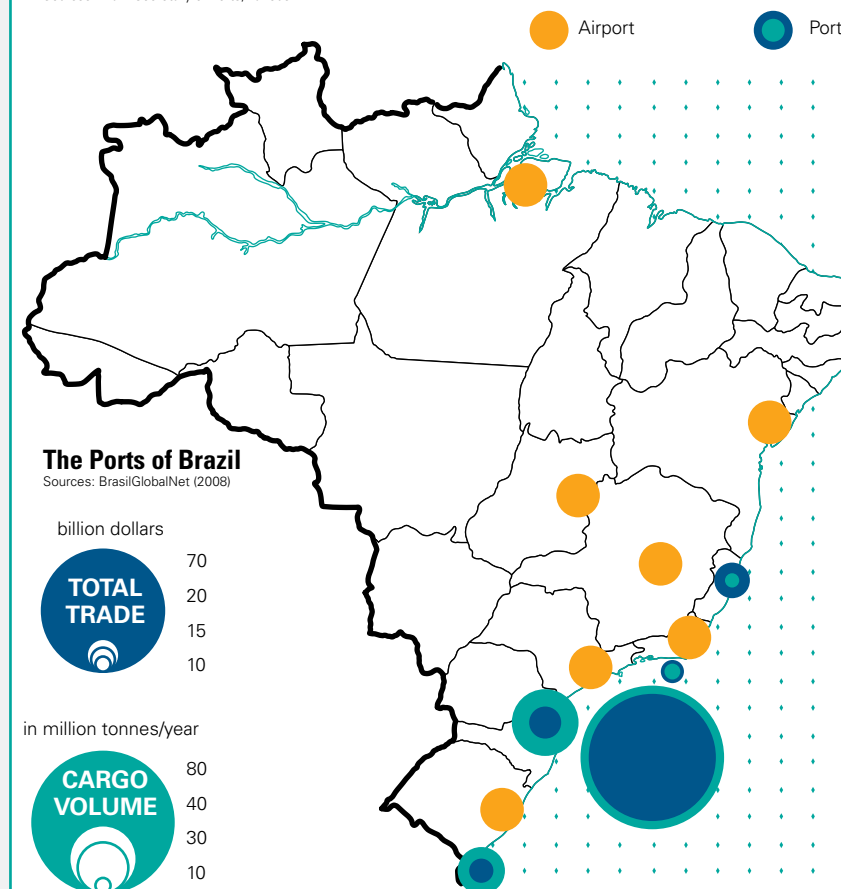 Airport
Port
The Ports of Brazil
Sources: BrasilGlobalNet (2008)
billion dollars
TOTAL
TRADE
70
20
15
10
in million tonnes/year
CARGO
VOLUME
80
40
30
10